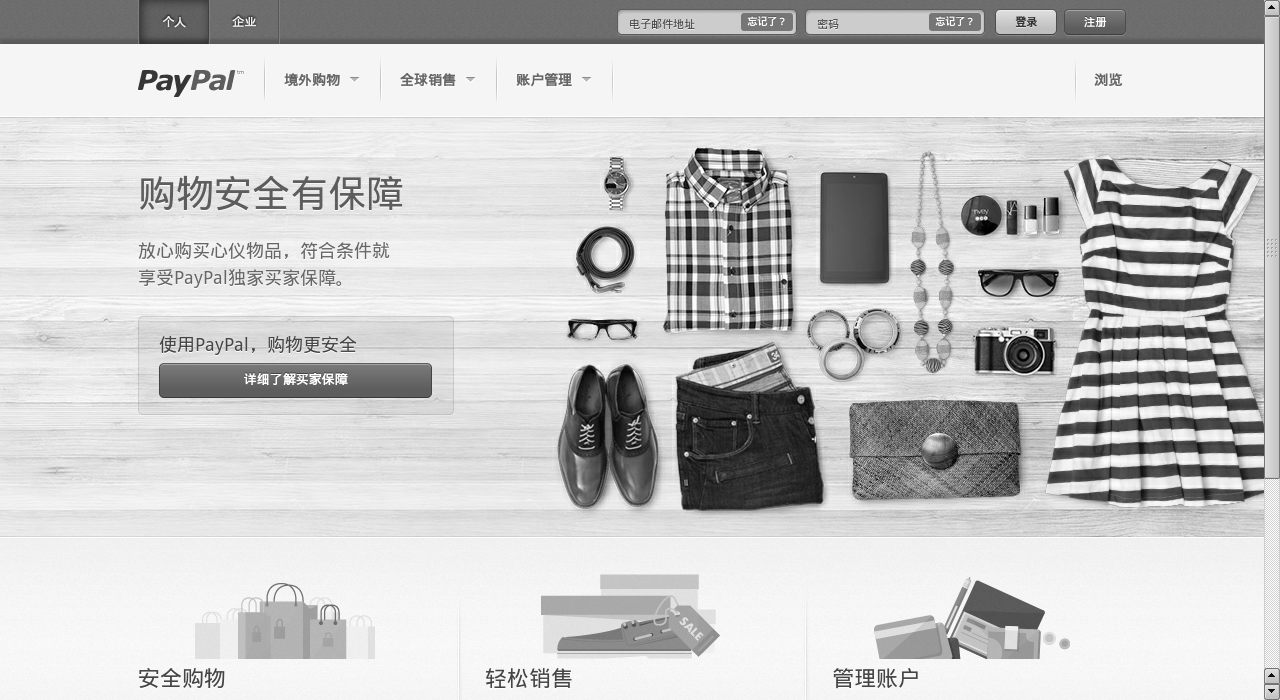 个人
企业
电子邮件地址
忘记了？
密码
忘记了？
登录
注册
PayPal™
境外购物
全球销售
账户管理
浏览
购物安全有保障
放心购买心仪物品，符合条件就
享受PayPal独家买家保障。
使用PayPal，购物更安全
详细了解买家保障
SALE
安全购物
轻松销售
管理账户